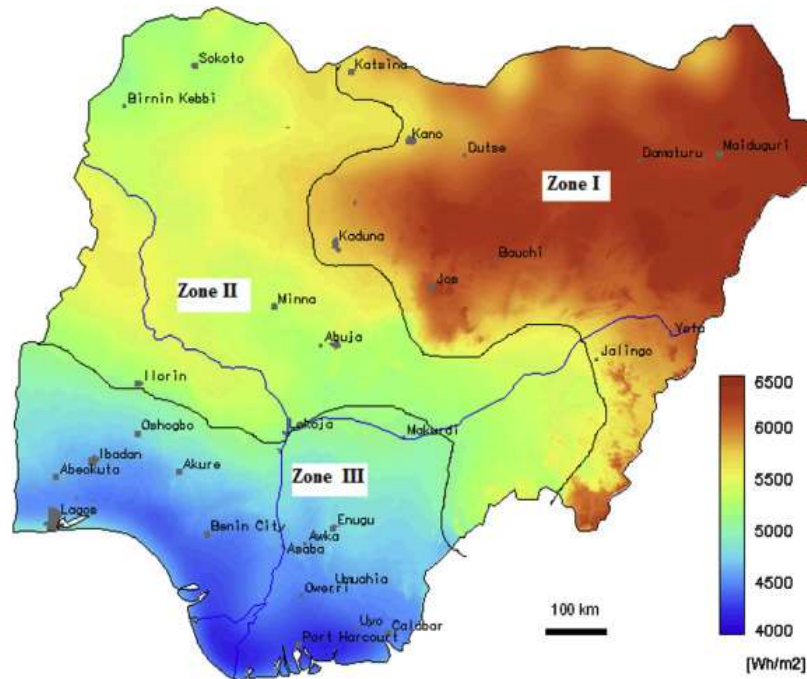 Sokoto
Katsina
Birnin Kebbi
Kano
Dutse
Damaturu
Maiduguri
Zone I
Kaduna
Bauchi
Zone II
Jos
Minna
Yola
Abuja
Jalingo
Ilorin
6500
Oshogbo
Lokoja
Makurdi
6000
Ibadan
Abeokuta
Akure
Zone III
5500
Lagos
Benin City
Enugu
Awka
5000
Asaba
Umuahia
4500
Owerri
100 km
Uyo
Calabar
4000
Port Harcourt
[Wh/m2]